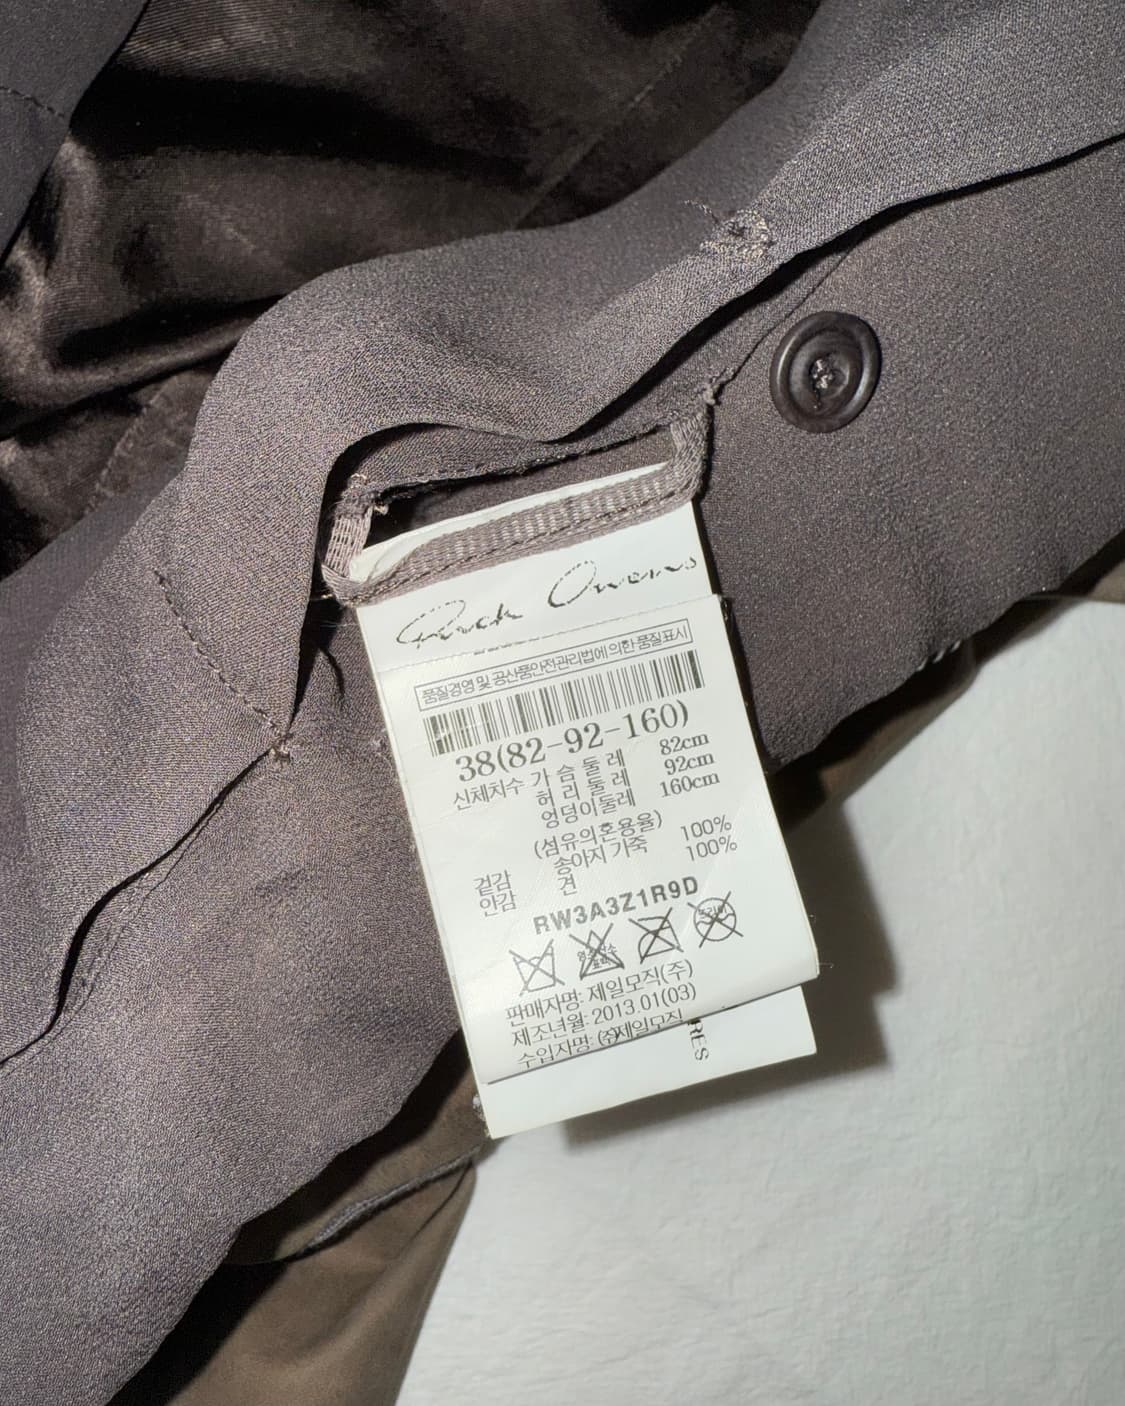 Rick Owens
품질경영 및 공산품안전관리법에 의한 품질표시
38(82-92-160)
신체치수 가 슴 둘 레 82cm
허 리 둘 레 92cm
엉덩이둘레 160cm
(섬유의혼용율)
겉감 송아지 가죽 100%
안감 견 100%
RW3A3Z1R9D
판매자명: 제일모직(주)
제조년월: 2013.01(03)
수입자명: (주)제일모직
RES